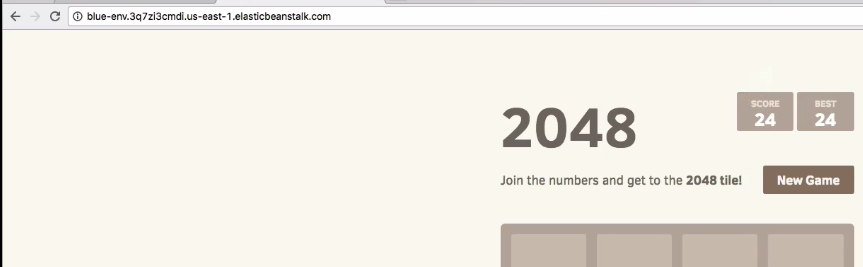 blue-env.3q7zi3cmdi.us-east-1.elasticbeanstalk.com
2048
SCORE
24
BEST
24
Join the numbers and get to the 2048 tile!
New Game